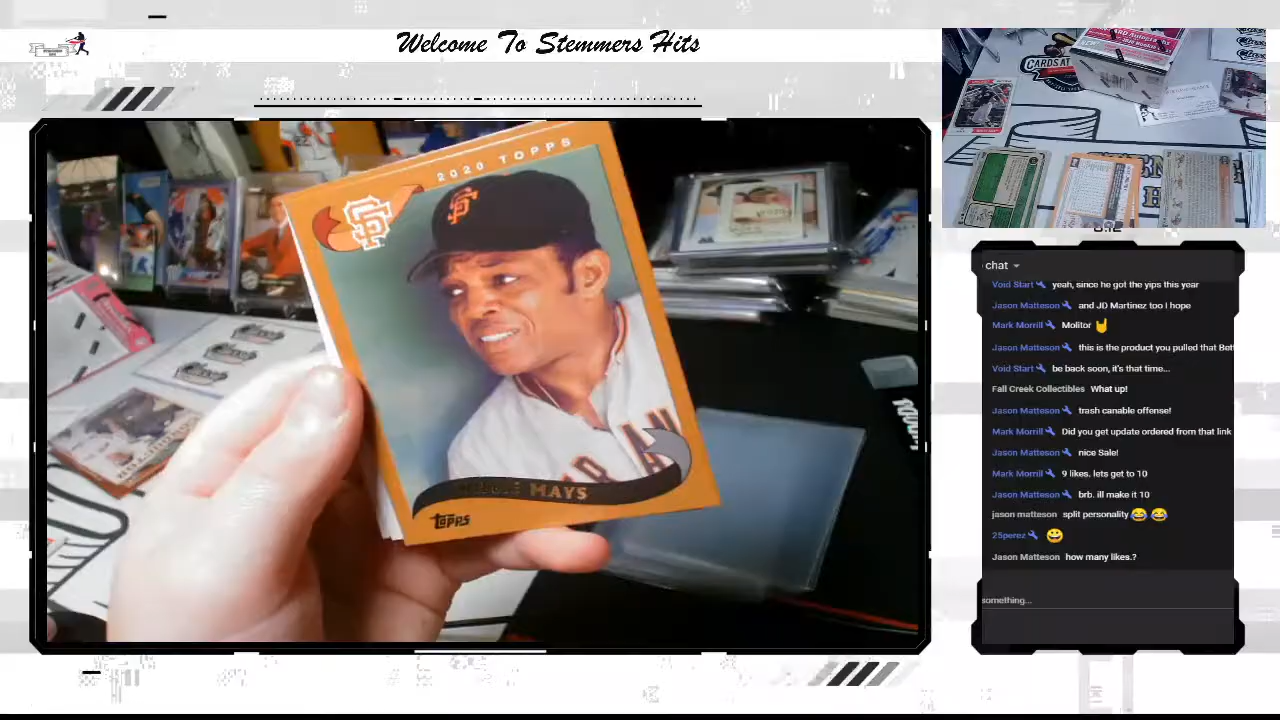 Welcome To Stemmers Hits
2020 TOPPS
SF
SF
MAYS
topps
CARDS
chat
Void Start yeah, since he got the yips this year
Jason Matteson and JD Martinez too I hope
Mark Morrill Molitor 🤘
Jason Matteson this is the product you pulled that Bett
Void Start be back soon, it's that time...
Fall Creek Collectibles What up!
Jason Matteson trash canable offense!
Mark Morrill Did you get update ordered from that link
Jason Matteson nice Sale!
Mark Morrill 9 likes. lets get to 10
Jason Matteson brb. ill make it 10
jason matteson split personality 😂 😂
25perez 😀
Jason Matteson how many likes.?
something...